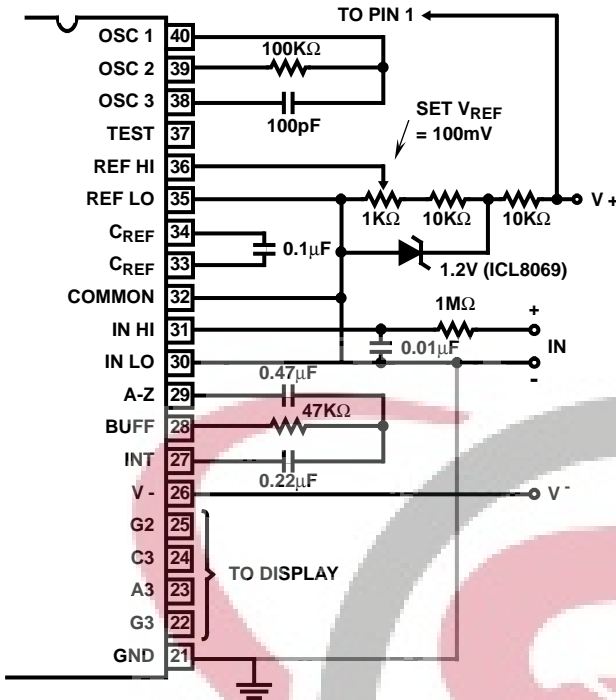 TO PIN 1
OSC 1 40
100KΩ
OSC 2 39
OSC 3 38
100pF
SET VREF
= 100mV
TEST 37
REF HI 36
REF LO 35
1KΩ 10KΩ 10KΩ
V +
CREF 34
0.1µF
CREF 33
1.2V (ICL8069)
COMMON 32
1MΩ
IN HI 31
+
0.01µF
IN
IN LO 30
-
0.47µF
A-Z 29
47KΩ
BUFF 28
INT 27
0.22µF
V - 26
V -
G2 25
C3 24
TO DISPLAY
A3 23
G3 22
GND 21